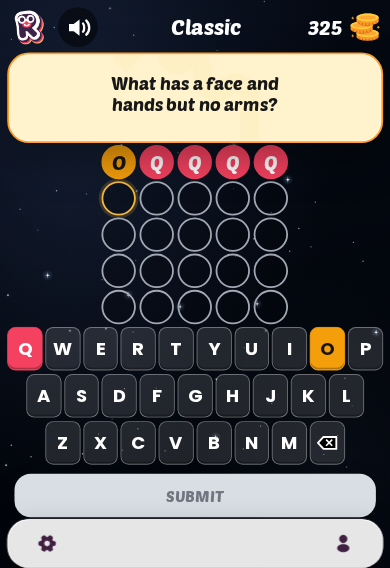 R
Classic
325
What has a face and
hands but no arms?
O Q Q Q Q
Q W E R T Y U I O P
A S D F G H J K L
Z X C V B N M
SUBMIT